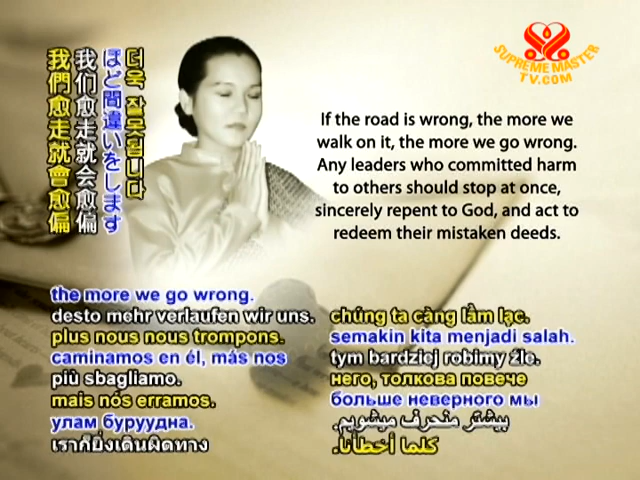 SUPREME MASTER
TV.COM
我們愈走就會愈偏
我们愈走就会愈偏
ほど間違いをします
더욱 잘못됩니다
If the road is wrong, the more we
walk on it, the more we go wrong.
Any leaders who committed harm
to others should stop at once,
sincerely repent to God, and act to
redeem their mistaken deeds.
the more we go wrong.
desto mehr verlaufen wir uns.
plus nous nous trompons.
caminamos en él, más nos
più sbagliamo.
mais nós erramos.
улам буруудна.
เราก็ยิ่งเดินผิดทาง
chúng ta càng lầm lạc.
semakin kita menjadi salah.
tym bardziej robimy źle.
него, толкова повече
больше неверного мы
بیشتر منحرف میشویم.
كلما أخطأنا.